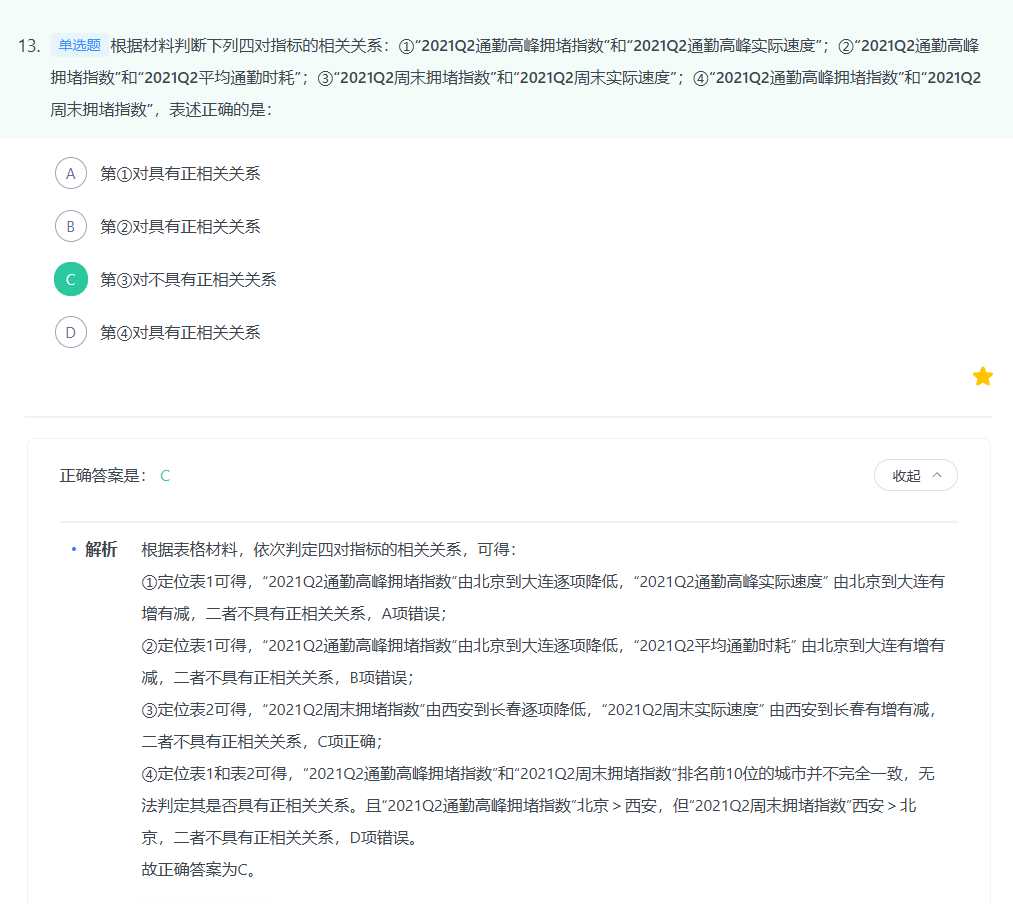 13. 单选题 根据材料判断下列四对指标的相关关系：①“2021Q2通勤高峰拥堵指数”和“2021Q2通勤高峰实际速度”；②“2021Q2通勤高峰
拥堵指数”和“2021Q2平均通勤时耗”；③“2021Q2周末拥堵指数”和“2021Q2周末实际速度”；④“2021Q2通勤高峰拥堵指数”和“2021Q2
周末拥堵指数”，表述正确的是：
A 第①对具有正相关关系
B 第②对具有正相关关系
C 第③对不具有正相关关系
D 第④对具有正相关关系
正确答案是： C
收起
解析 根据表格材料，依次判定四对指标的相关关系，可得：
①定位表1可得，“2021Q2通勤高峰拥堵指数”由北京到大连逐项降低，“2021Q2通勤高峰实际速度” 由北京到大连有
增有减，二者不具有正相关关系，A项错误；
②定位表1可得，“2021Q2通勤高峰拥堵指数”由北京到大连逐项降低，“2021Q2平均通勤时耗” 由北京到大连有增有
减，二者不具有正相关关系，B项错误；
③定位表2可得，“2021Q2周末拥堵指数”由西安到长春逐项降低，“2021Q2周末实际速度” 由西安到长春有增有减，
二者不具有正相关关系，C项正确；
④定位表1和表2可得，“2021Q2通勤高峰拥堵指数”和“2021Q2周末拥堵指数”排名前10位的城市并不完全一致，无
法判定其是否具有正相关关系。且“2021Q2通勤高峰拥堵指数”北京＞西安，但“2021Q2周末拥堵指数”西安＞北
京，二者不具有正相关关系，D项错误。
故正确答案为C。